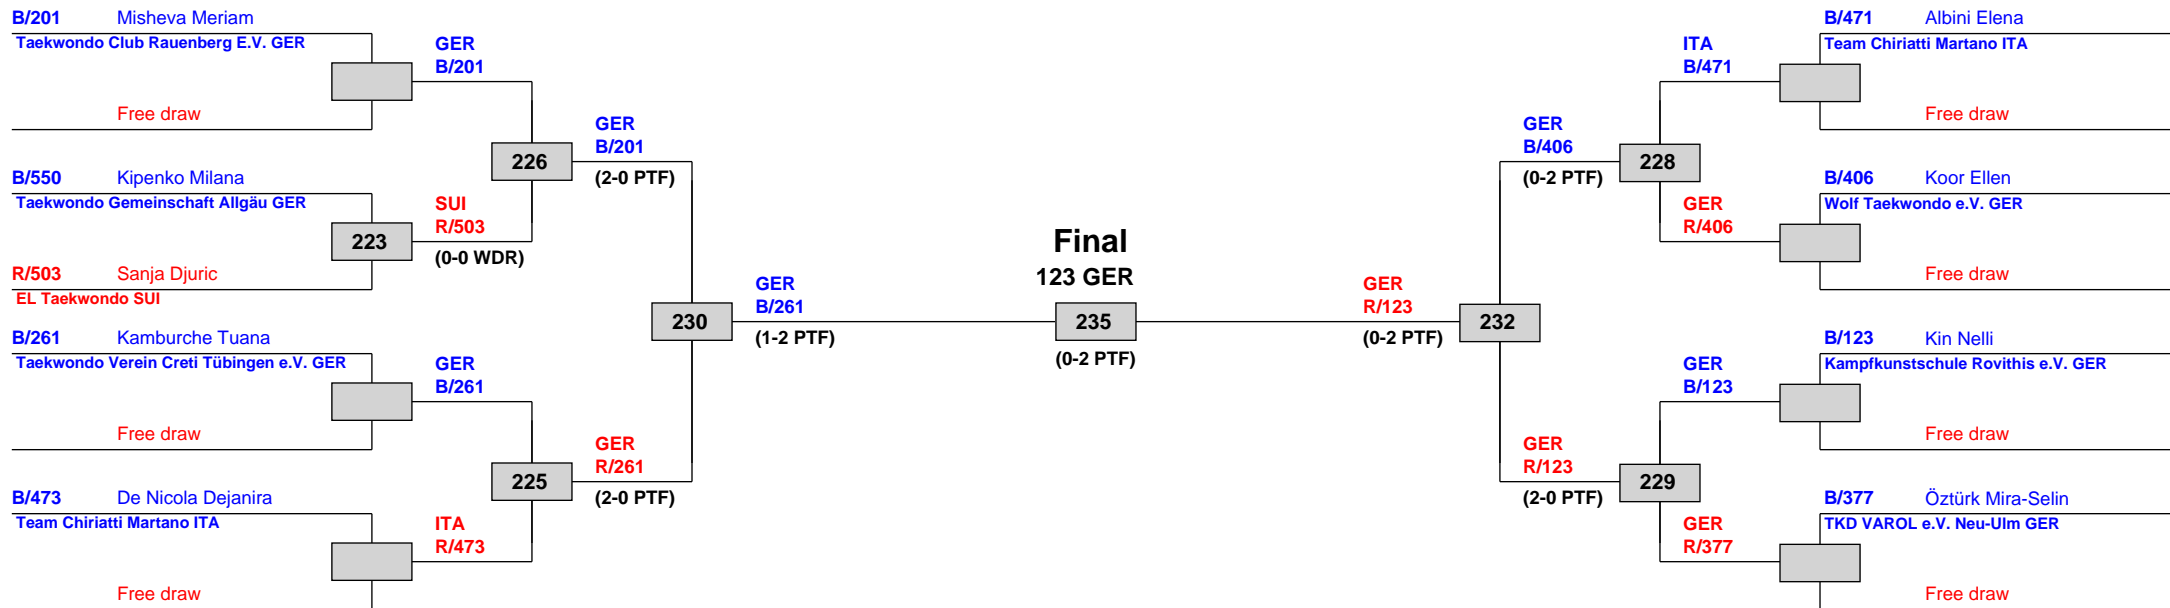 B/201 Misheva Meriam
Taekwondo Club Rauenberg E.V. GER
Free draw
GER
B/201
B/550 Kipenko Milana
Taekwondo Gemeinschaft Allgäu GER
223
R/503 Sanja Djuric
EL Taekwondo SUI
SUI
R/503
(0-0 WDR)
226
GER
B/201
(2-0 PTF)
B/261 Kamburche Tuana
Taekwondo Verein Creti Tübingen e.V. GER
Free draw
GER
B/261
B/473 De Nicola Dejanira
Team Chiriatti Martano ITA
Free draw
ITA
R/473
225
GER
R/261
(2-0 PTF)
230
GER
B/261
(1-2 PTF)
Final
123 GER
235
(0-2 PTF)
GER
R/123
(0-2 PTF)
232
GER
B/406
(0-2 PTF)
228
ITA
B/471
B/471 Albini Elena
Team Chiriatti Martano ITA
Free draw
GER
R/406
B/406 Koor Ellen
Wolf Taekwondo e.V. GER
Free draw
GER
R/123
(2-0 PTF)
229
GER
B/123
B/123 Kin Nelli
Kampfkunstschule Rovithis e.V. GER
Free draw
GER
R/377
B/377 Öztürk Mira-Selin
TKD VAROL e.V. Neu-Ulm GER
Free draw